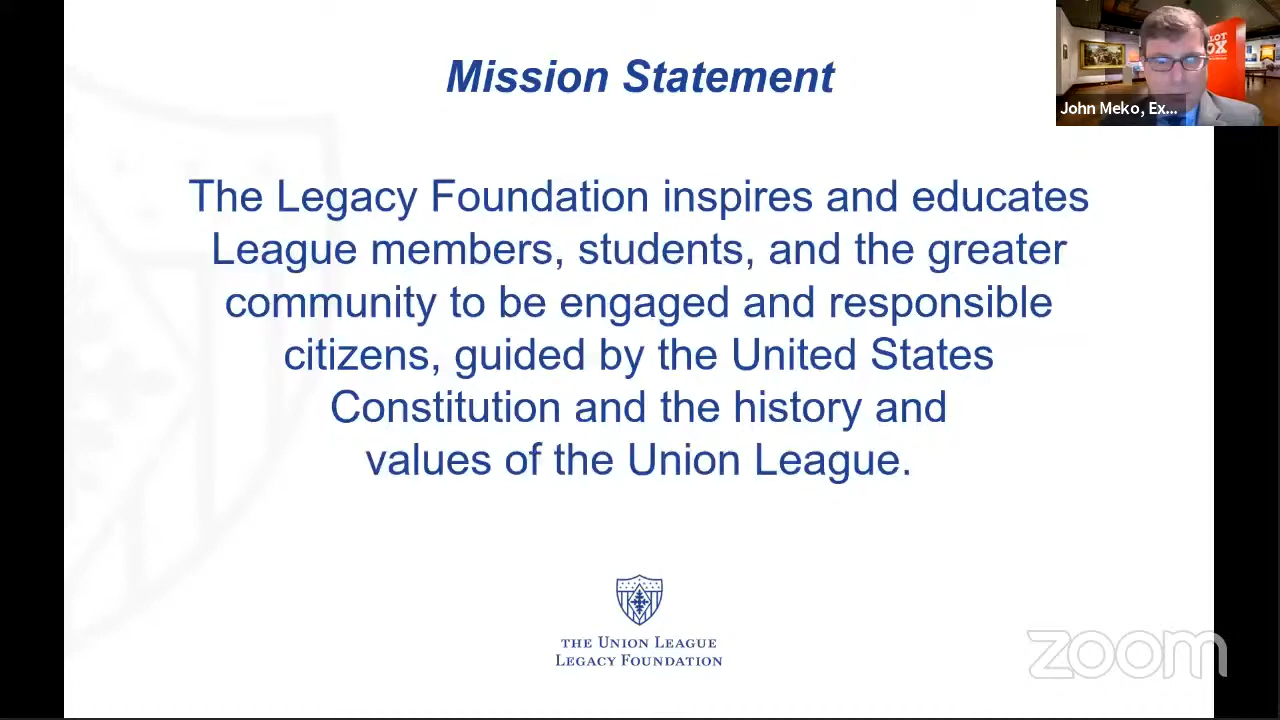 Mission Statement
John Meko, Ex...
The Legacy Foundation inspires and educates
League members, students, and the greater
community to be engaged and responsible
citizens, guided by the United States
Constitution and the history and
values of the Union League.
THE UNION LEAGUE
LEGACY FOUNDATION
zoom